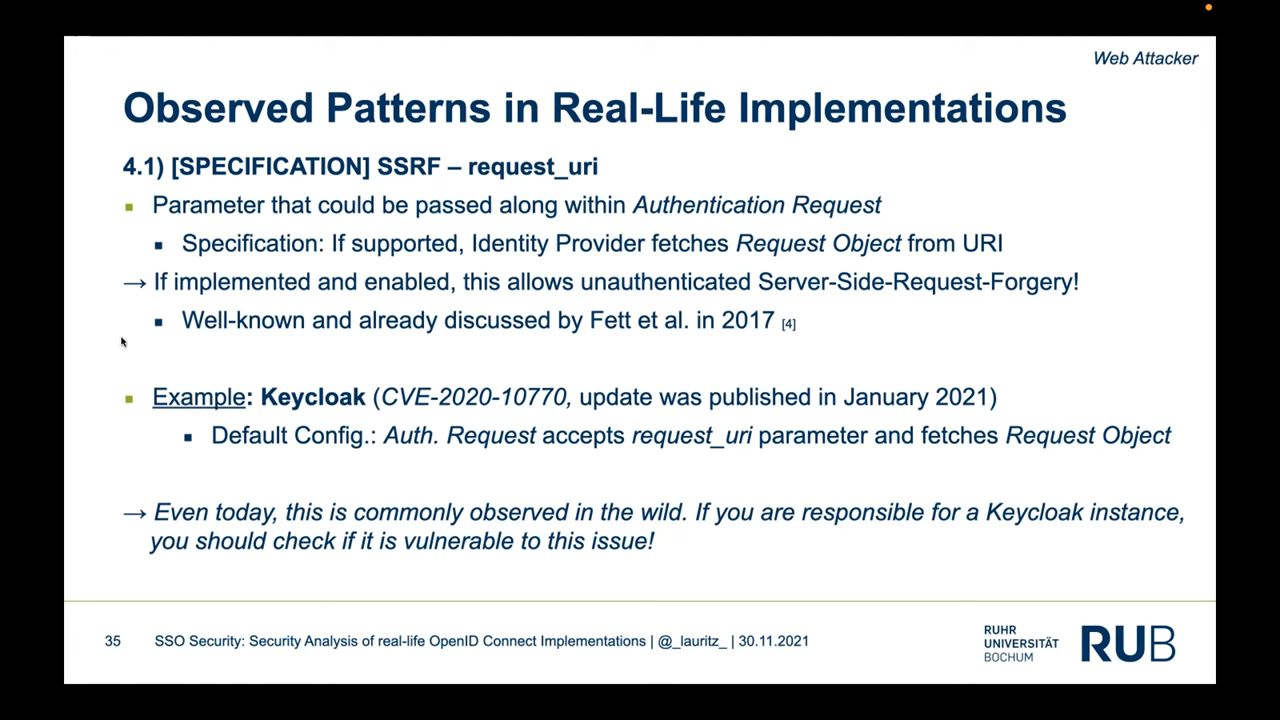 Web Attacker
Observed Patterns in Real-Life Implementations
4.1) [SPECIFICATION] SSRF – request_uri
▪ Parameter that could be passed along within Authentication Request
▪ Specification: If supported, Identity Provider fetches Request Object from URI
→ If implemented and enabled, this allows unauthenticated Server-Side-Request-Forgery!
▪ Well-known and already discussed by Fett et al. in 2017 [4]
▪ Example: Keycloak (CVE-2020-10770, update was published in January 2021)
▪ Default Config.: Auth. Request accepts request_uri parameter and fetches Request Object
→ Even today, this is commonly observed in the wild. If you are responsible for a Keycloak instance,
you should check if it is vulnerable to this issue!
35 SSO Security: Security Analysis of real-life OpenID Connect Implementations | @_lauritz_ | 30.11.2021
RUHR
UNIVERSITÄT
BOCHUM
RUB